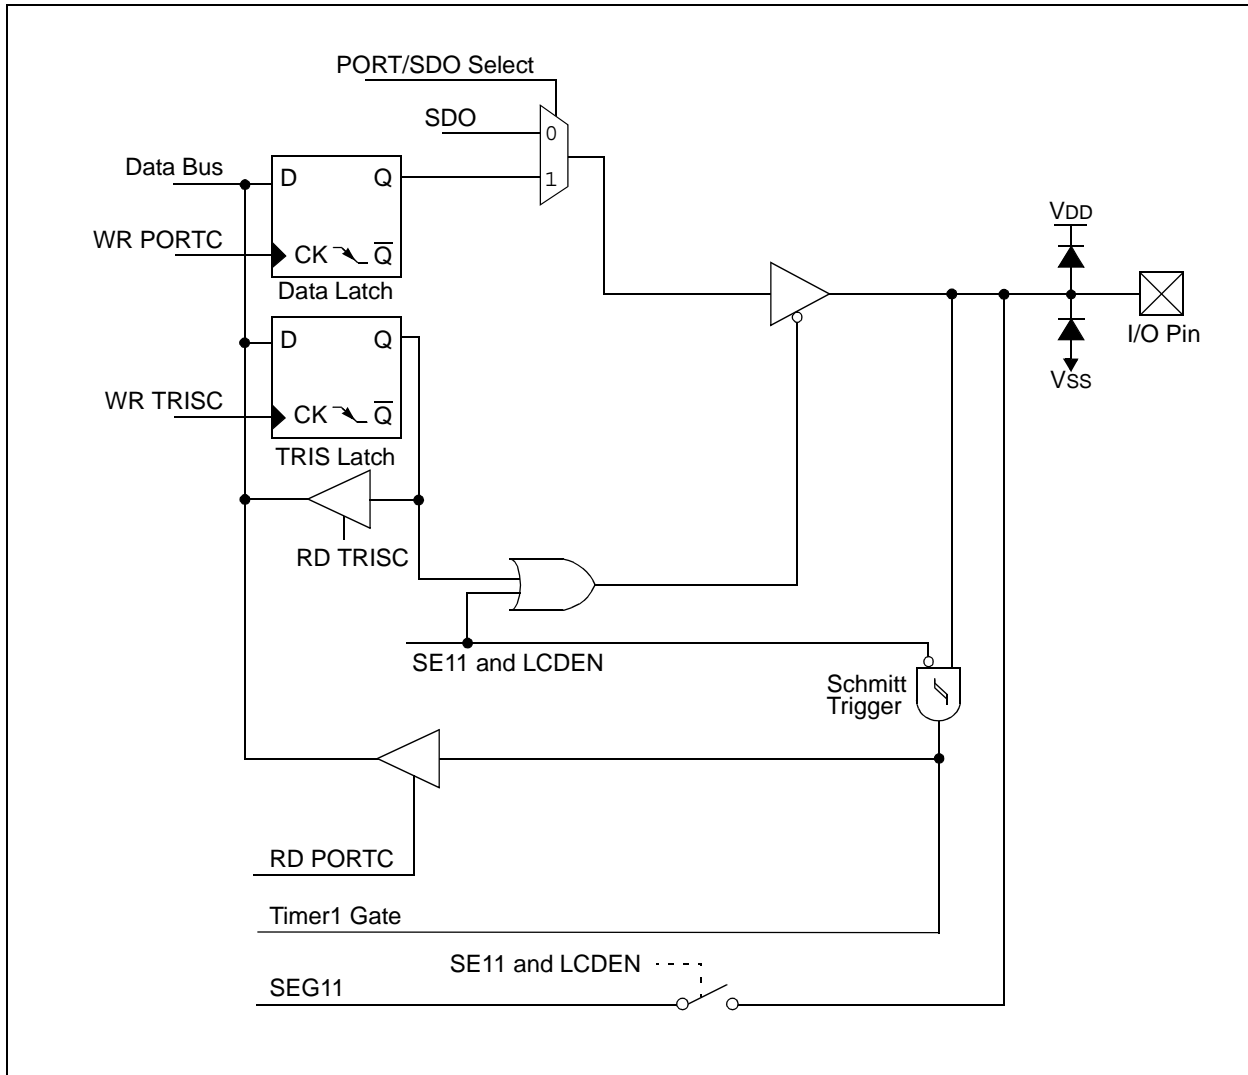 PORT/SDO Select
SDO
0
Data Bus
D Q
1
WR PORTC
CK Q̅
Data Latch
VDD
I/O Pin
VSS
D Q
WR TRISC
CK Q̅
TRIS Latch
RD TRISC
SE11 and LCDEN
Schmitt
Trigger
RD PORTC
Timer1 Gate
SE11 and LCDEN
SEG11